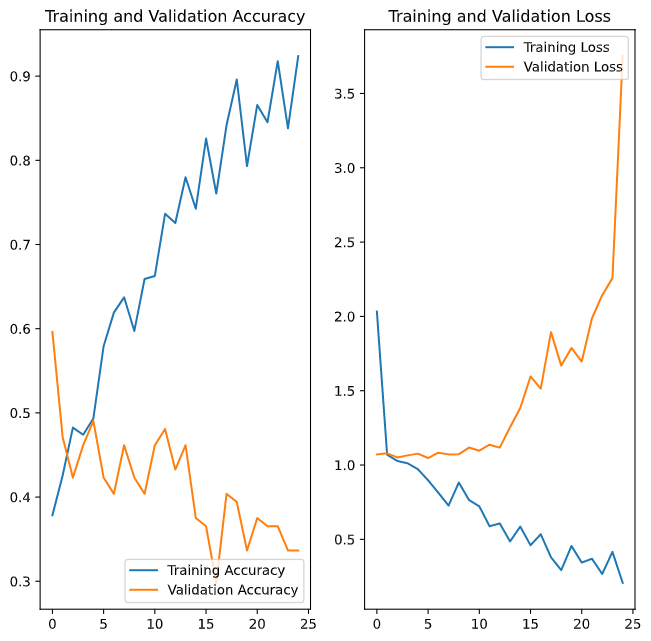 Training and Validation Accuracy
0.9
0.8
0.7
0.6
0.5
0.4
0.3
0 5 10 15 20 25
Training Accuracy
Validation Accuracy
Training and Validation Loss
3.5
3.0
2.5
2.0
1.5
1.0
0.5
0 5 10 15 20 25
Training Loss
Validation Loss